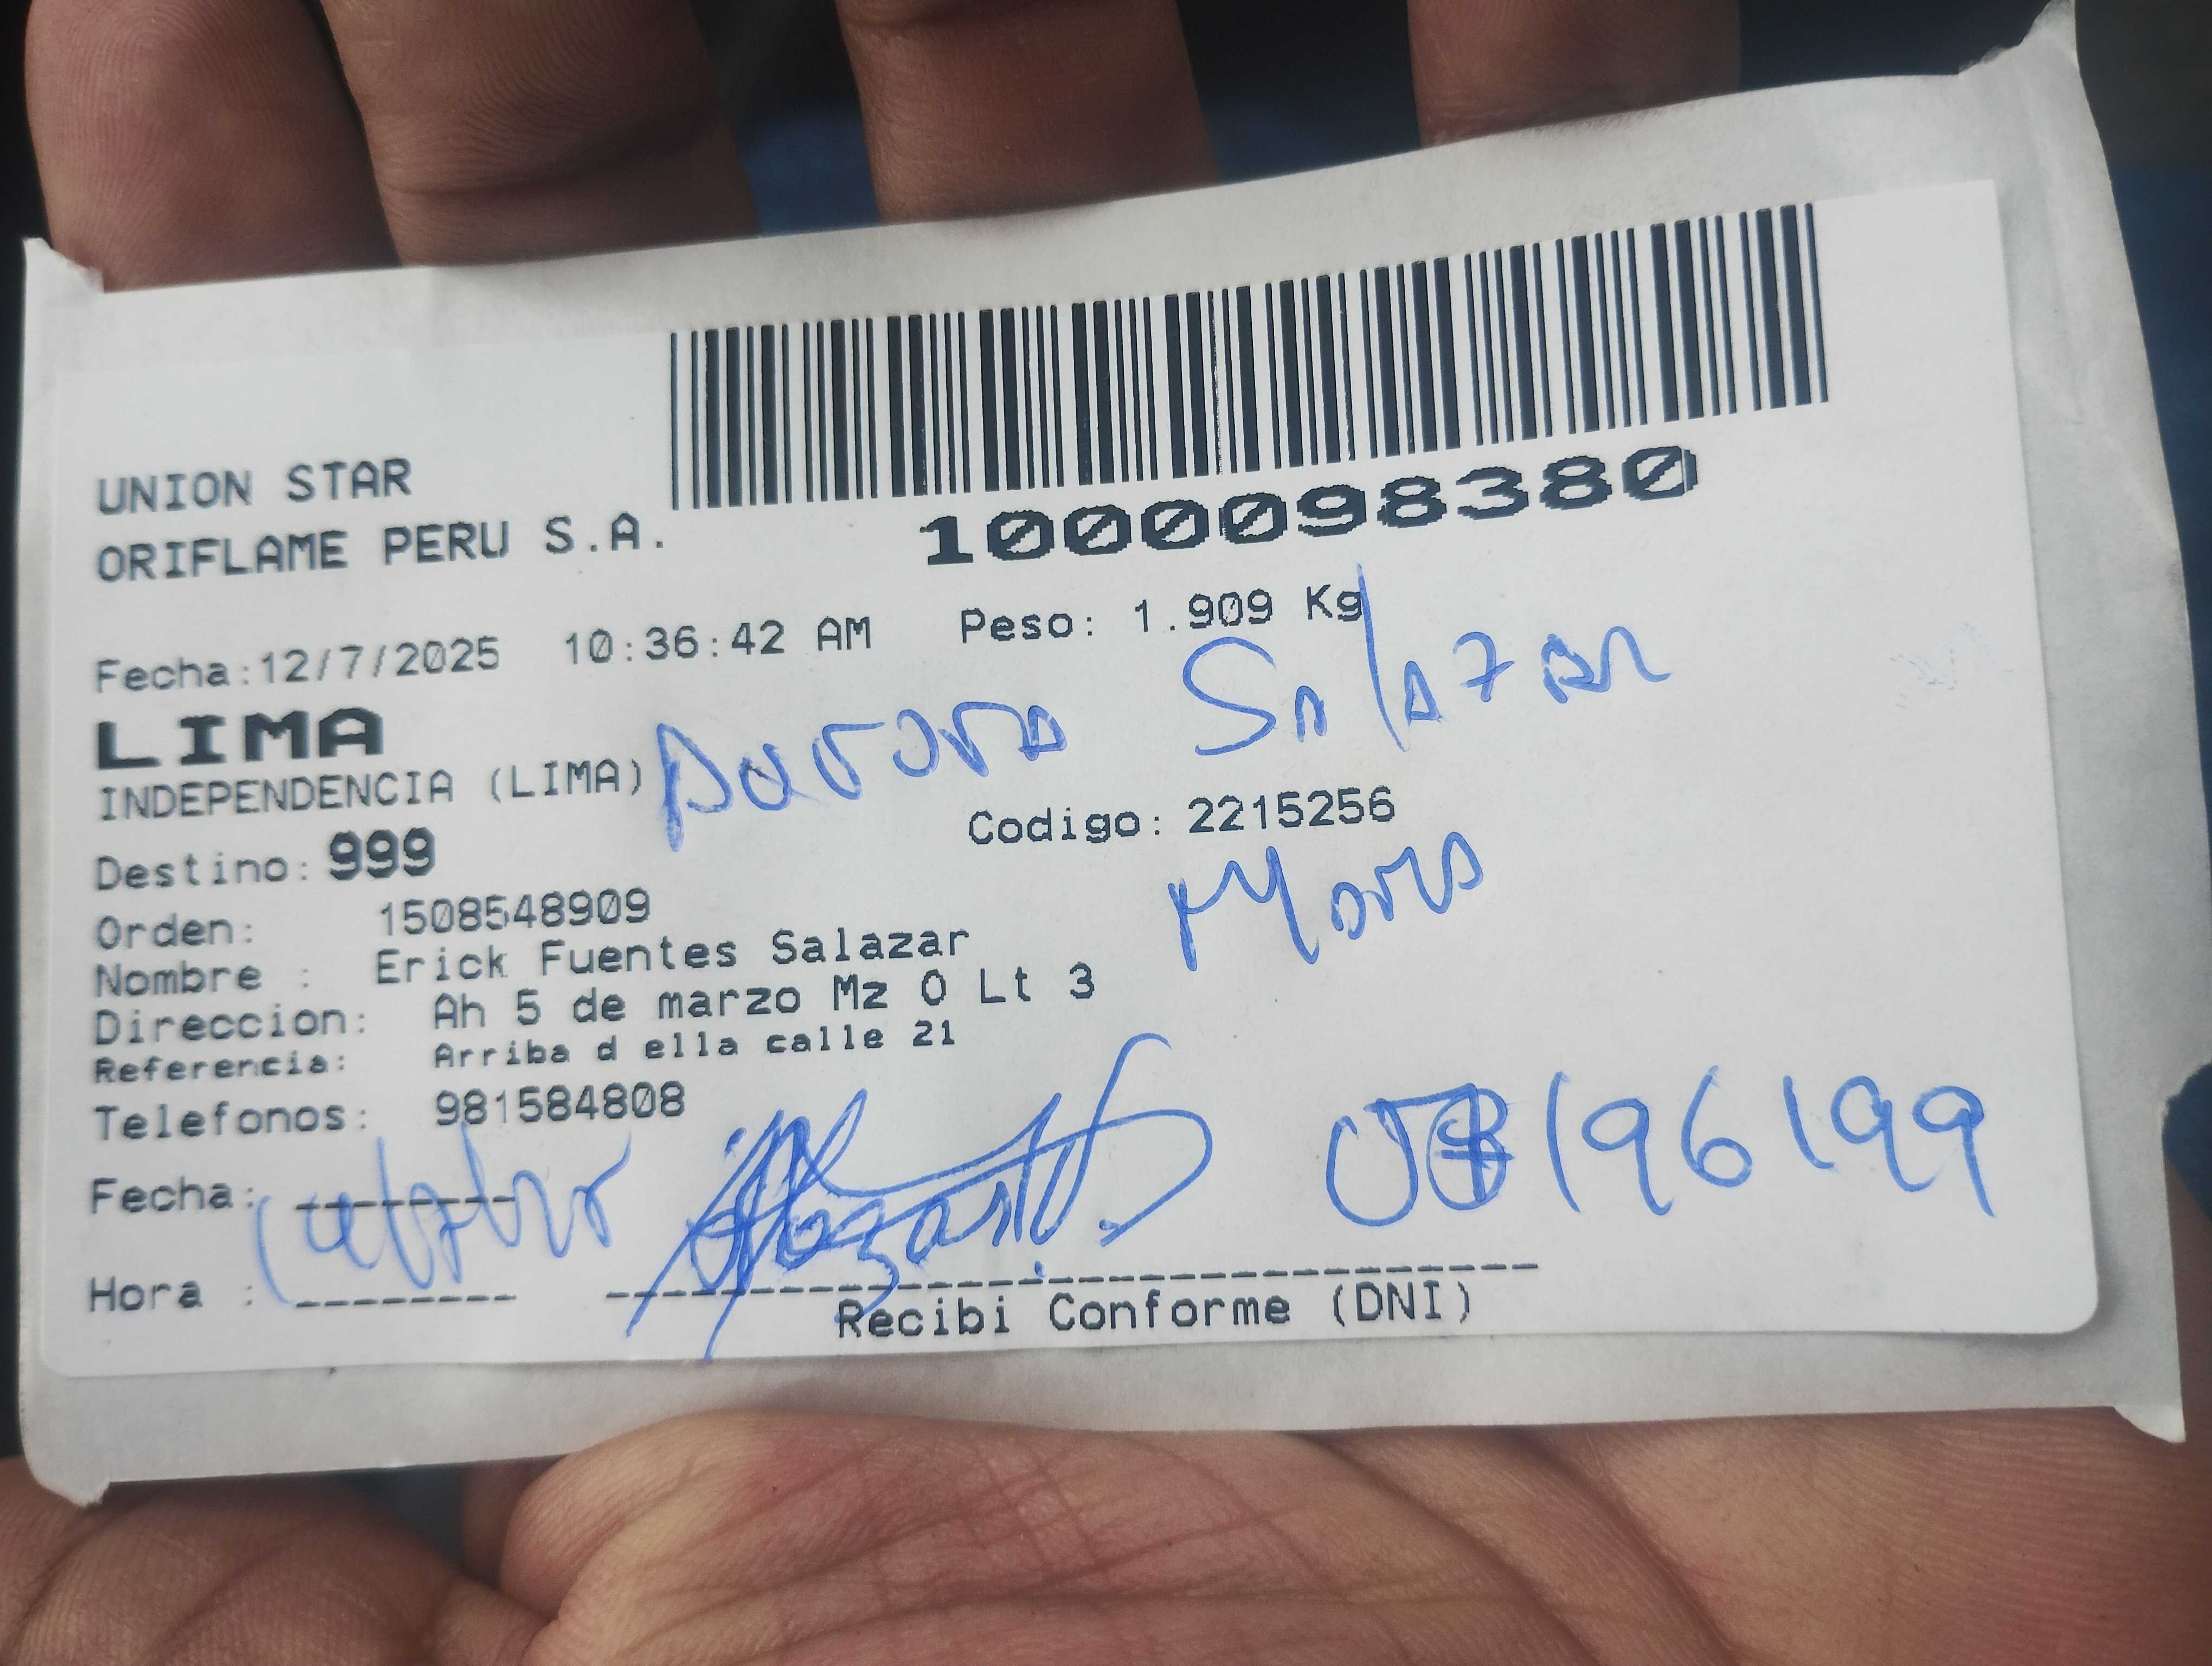 UNION STAR
ORIFLAME PERU S.A.
1000098380
Fecha:12/7/2025 10:36:42 AM Peso: 1.909 Kg
LIMA
Aurora Salazar
INDEPENDENCIA (LIMA)
Codigo: 2215256
Destino: 999
Mora
Orden: 1508548909
Nombre : Erick Fuentes Salazar
Direccion: Ah 5 de marzo Mz O Lt 3
Referencia: Arriba d ella calle 21
Telefonos: 981584808
Fecha:
Hora :
Recibi Conforme (DNI)